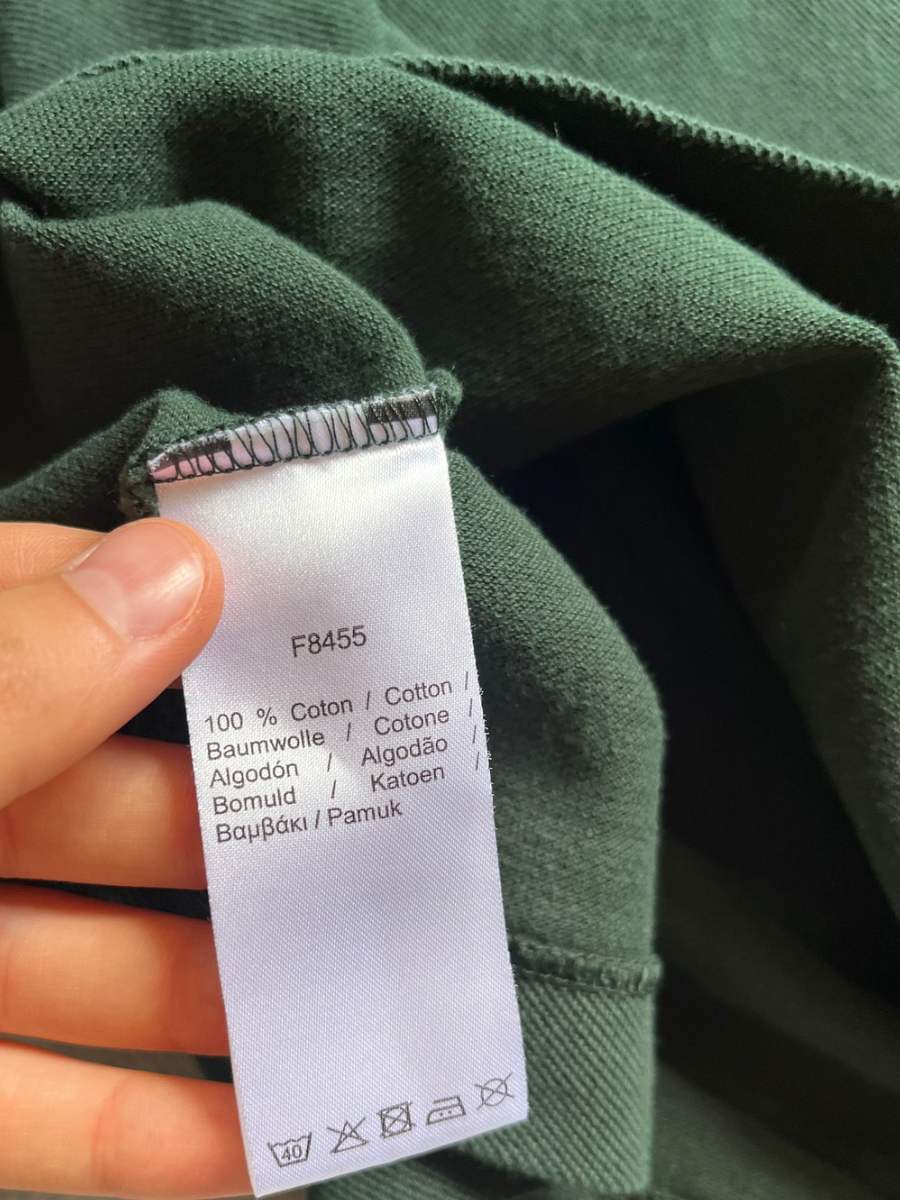 F8455
100 % Coton / Cotton /
Baumwolle / Cotone /
Algodón / Algodão /
Bomuld / Katoen /
Βαμβάκι / Pamuk
40